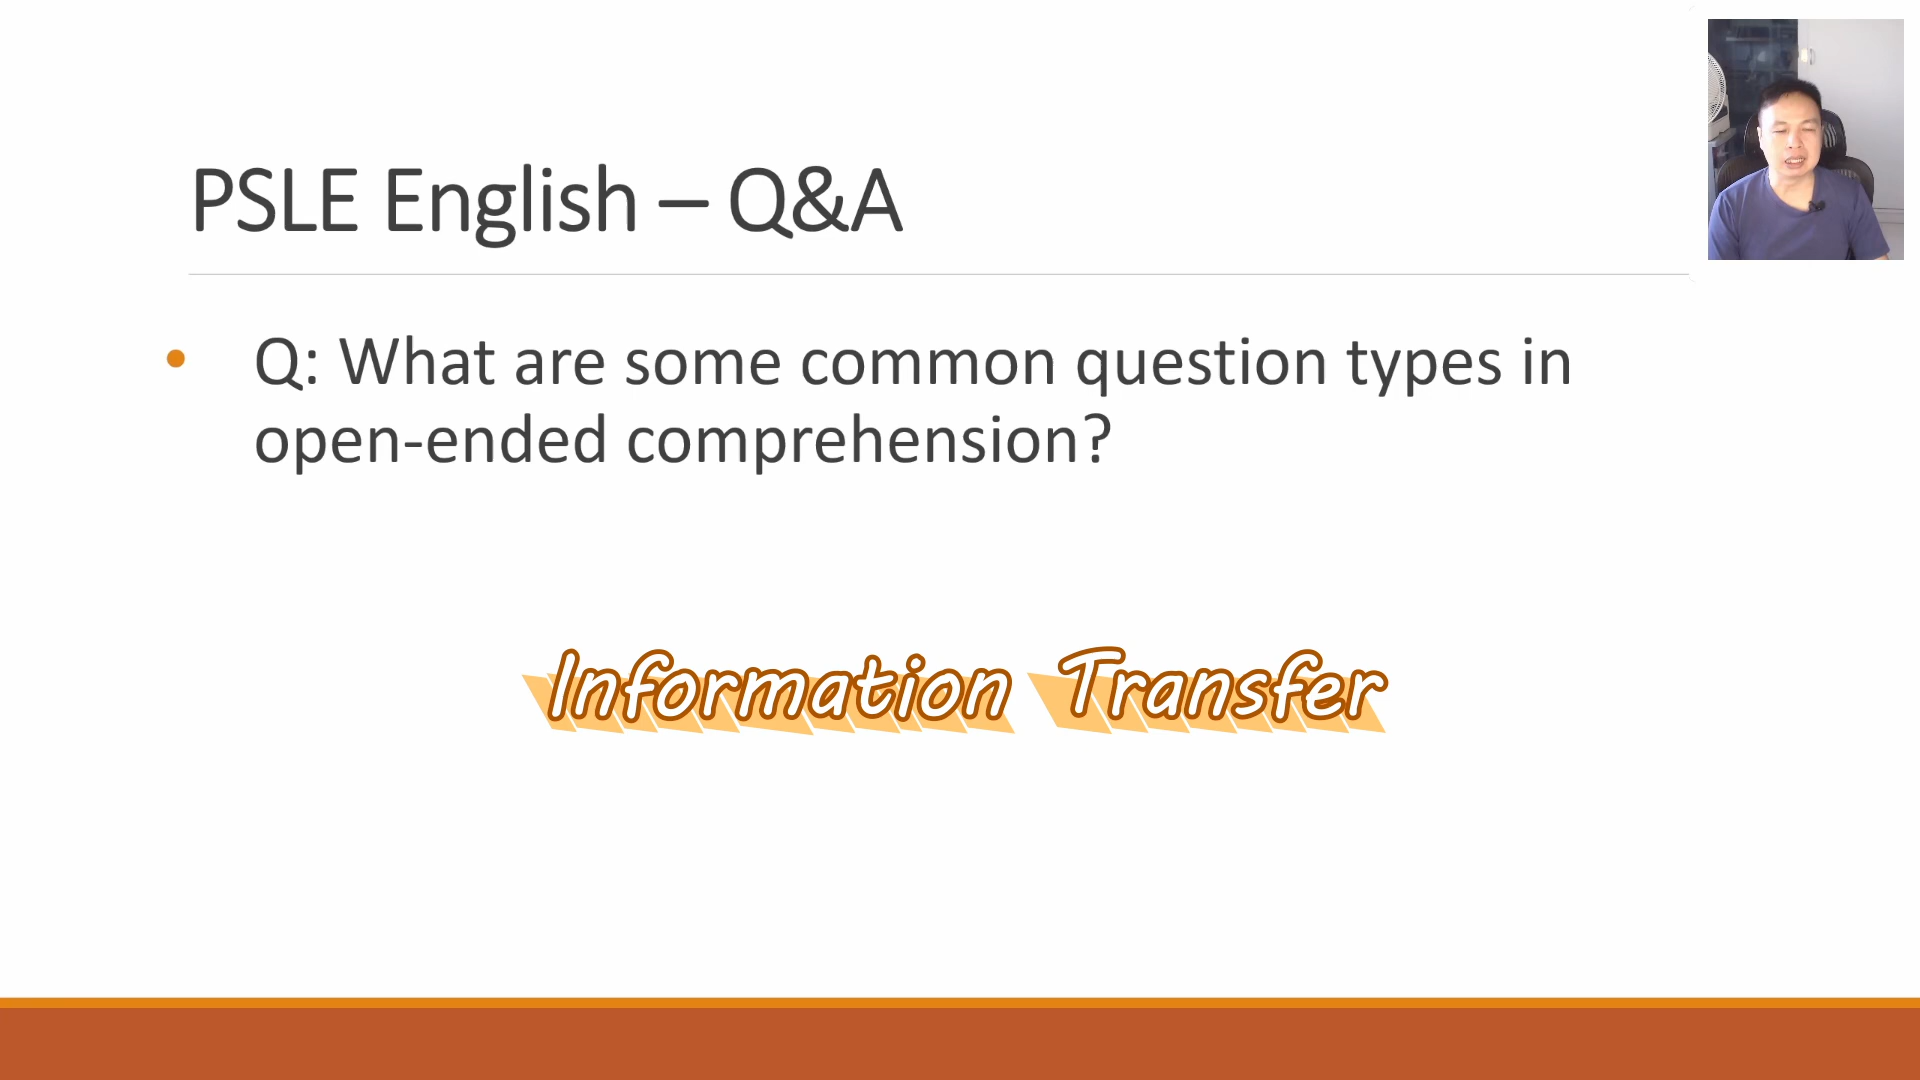 PSLE English – Q&A
• Q: What are some common question types in
open-ended comprehension?
Information Transfer